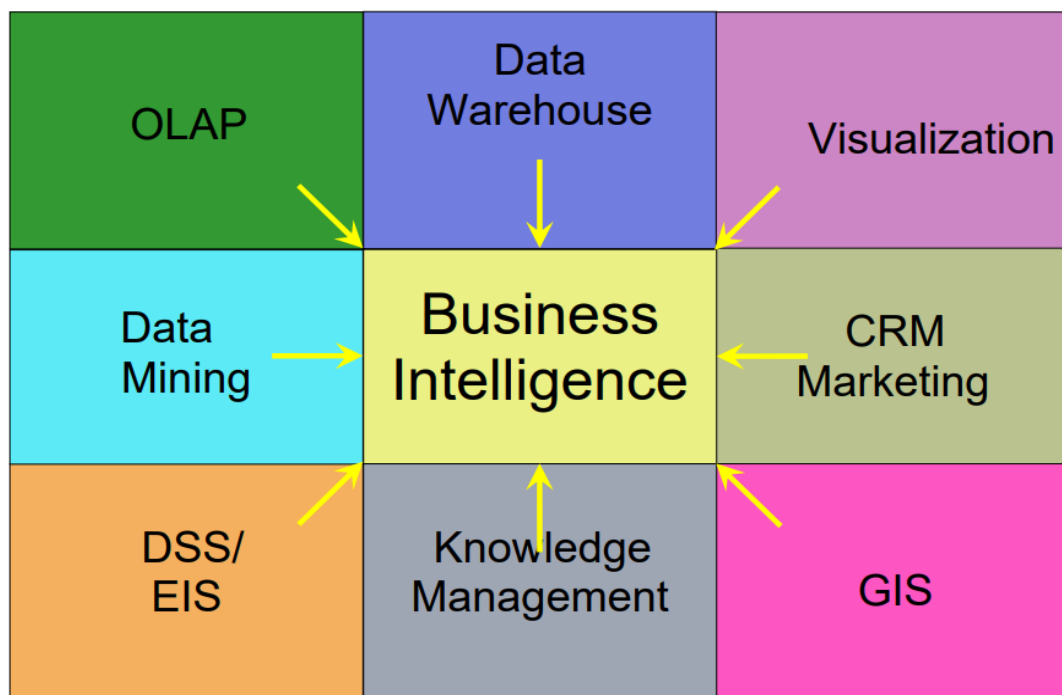 OLAP
Data
Warehouse
Visualization
Data
Mining
Business
Intelligence
CRM
Marketing
DSS/
EIS
Knowledge
Management
GIS